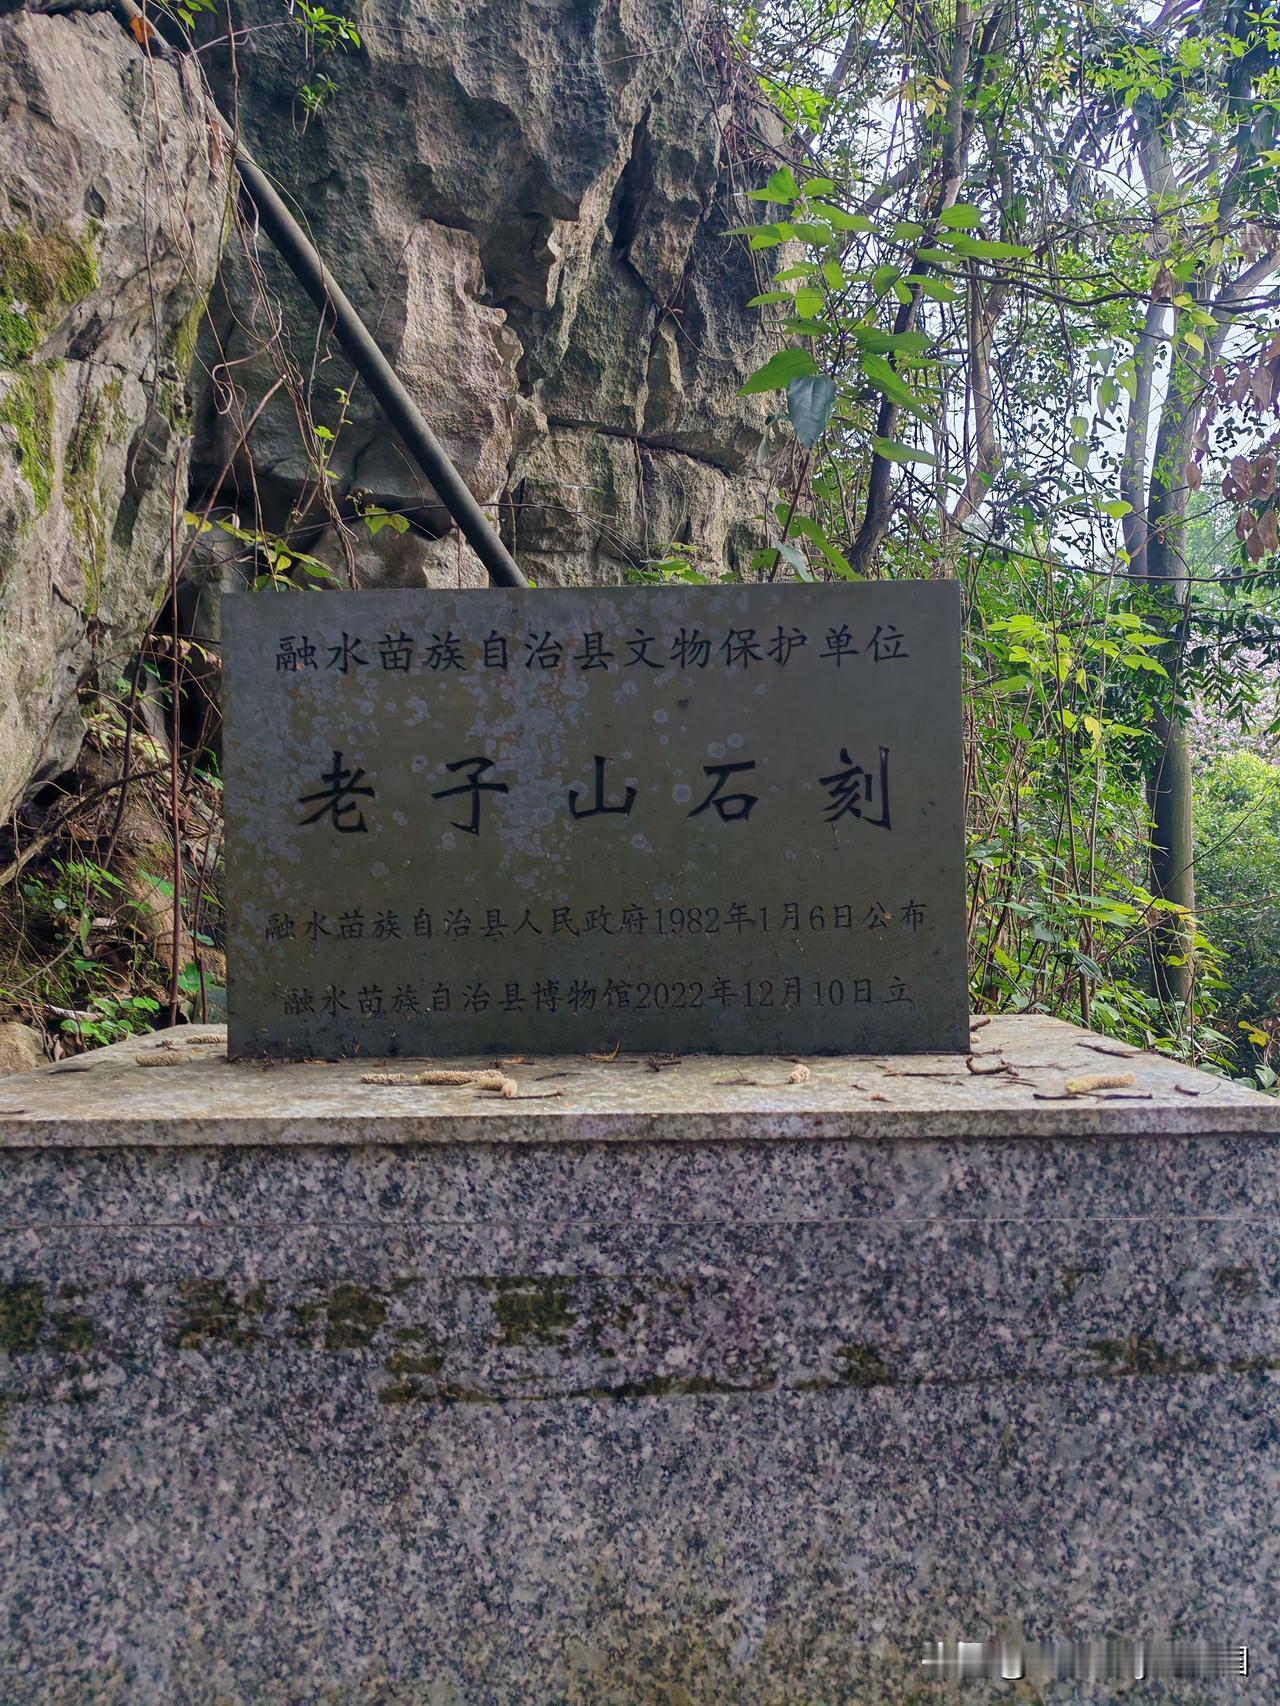 融水苗族自治县文物保护单位
老子山石刻
融水苗族自治县人民政府1982年1月6日公布
融水苗族自治县博物馆2022年12月10日立